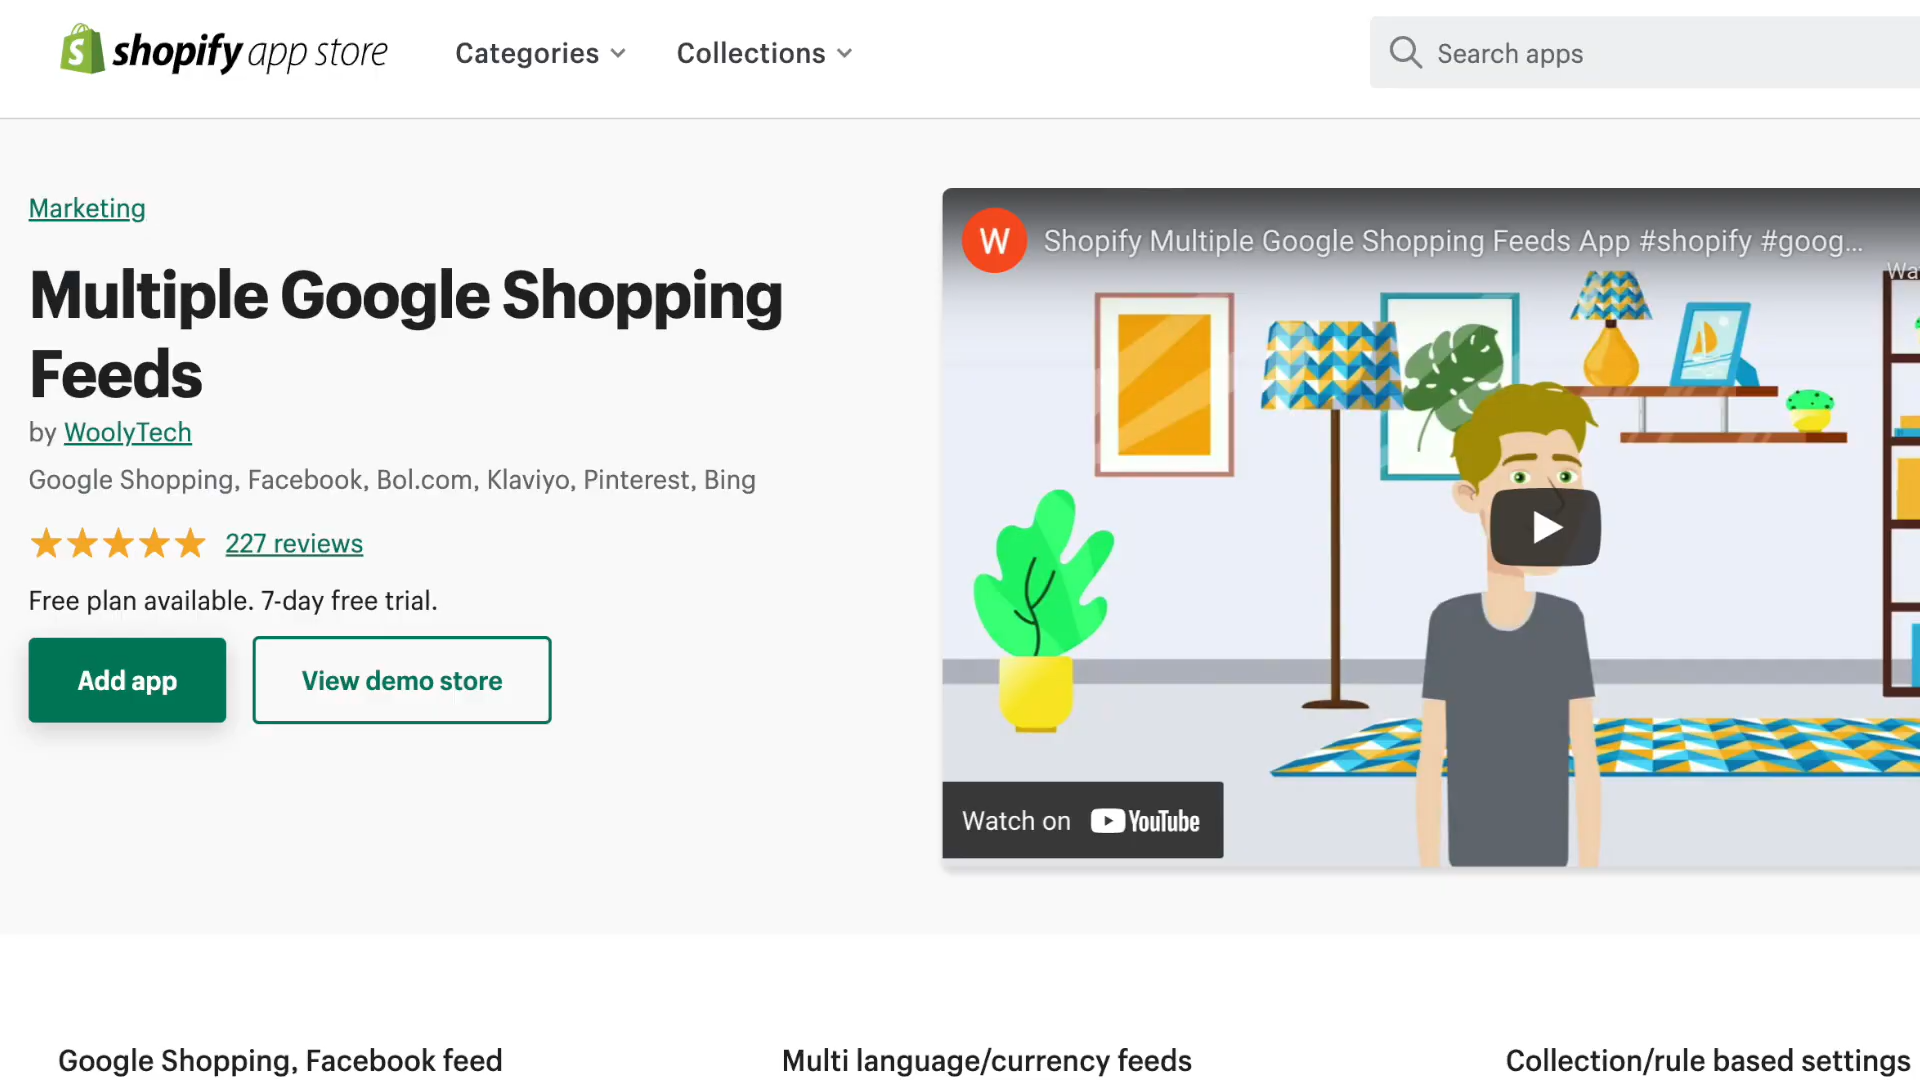 shopify app store
Categories
Collections
Search apps
Marketing
Multiple Google Shopping
Feeds
by WoolyTech
Google Shopping, Facebook, Bol.com, Klaviyo, Pinterest, Bing
227 reviews
Free plan available. 7-day free trial.
Add app
View demo store
W
Shopify Multiple Google Shopping Feeds App #shopify #goog...
Watch on YouTube
Google Shopping, Facebook feed
Multi language/currency feeds
Collection/rule based settings